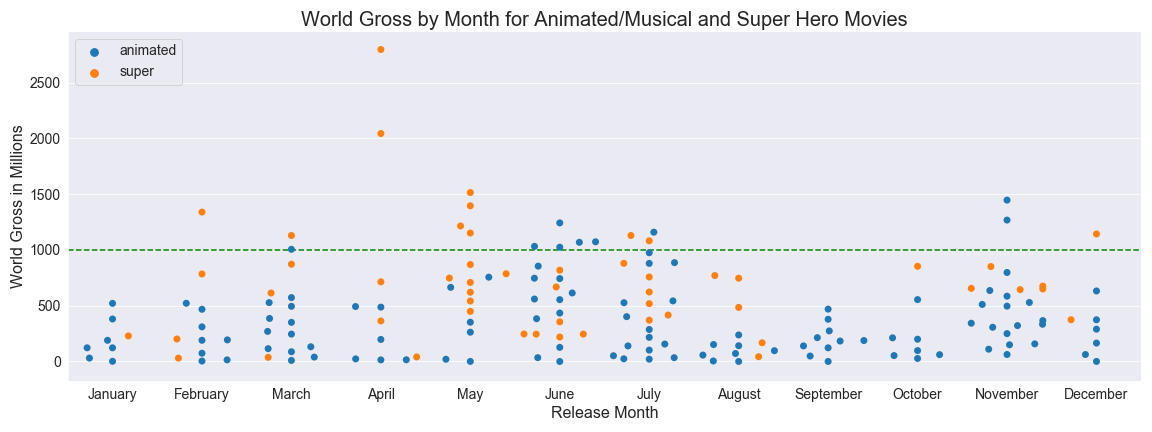 World Gross by Month for Animated/Musical and Super Hero Movies
animated
super
2500
2000
1500
1000
500
0
World Gross in Millions
January February March April May June July August September October November December
Release Month